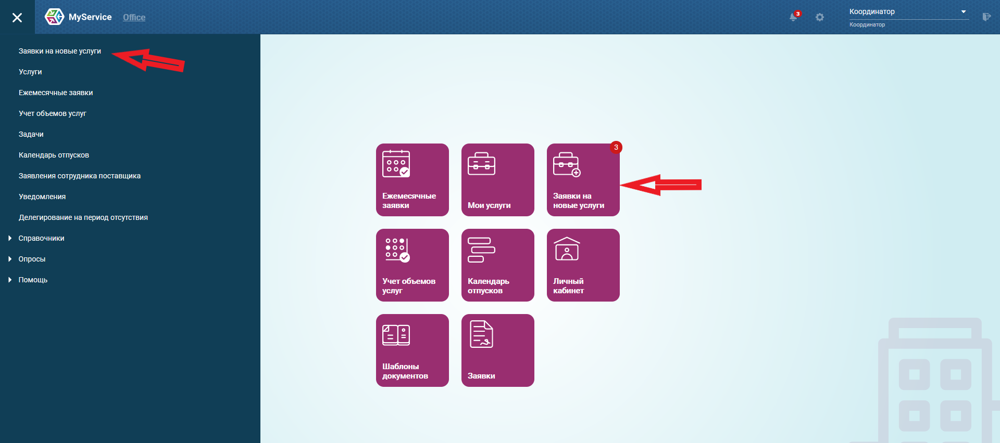 MyService Office
3
Координатор
Координатор
Заявки на новые услуги
Услуги
Ежемесячные заявки
Учет объемов услуг
Задачи
Календарь отпусков
Заявления сотрудника поставщика
Уведомления
Делегирование на период отсутствия
Справочники
Опросы
Помощь
Ежемесячные
заявки
Мои услуги
3
Заявки на
новые услуги
Учет объемов
услуг
Календарь
отпусков
Личный
кабинет
Шаблоны
документов
Заявки